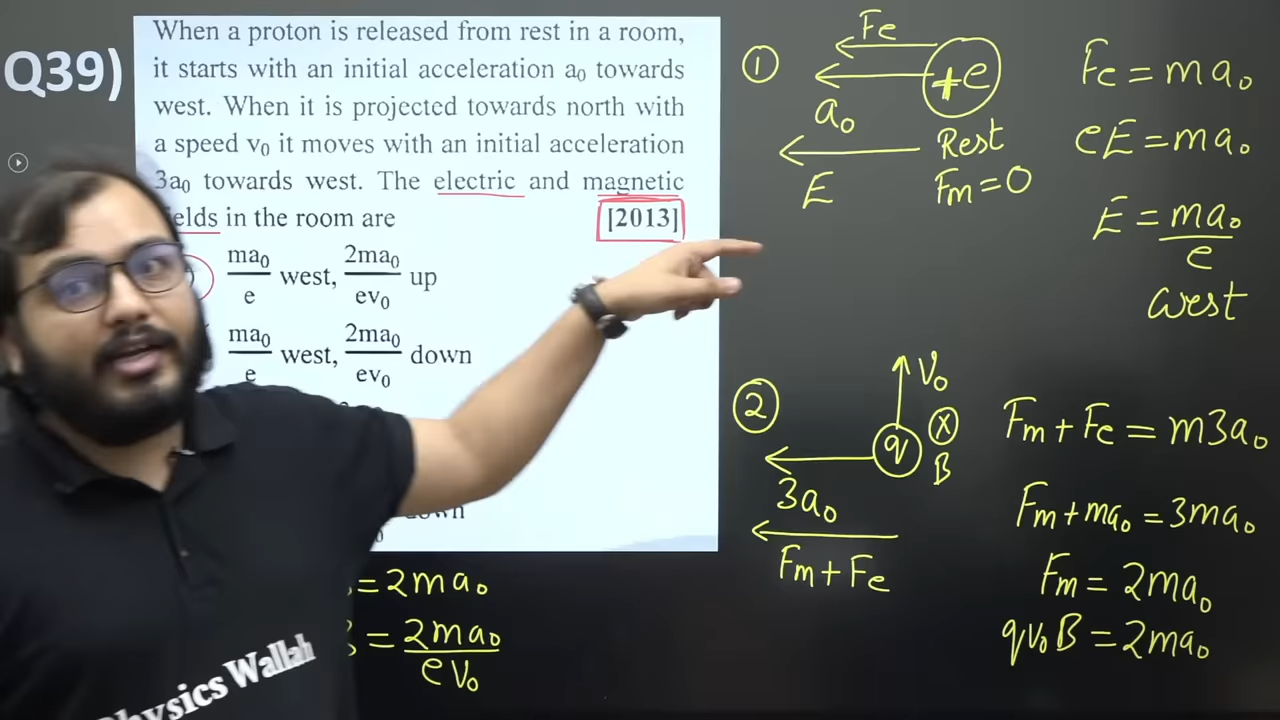 Q39)
When a proton is released from rest in a room,
it starts with an initial acceleration a₀ towards
west. When it is projected towards north with
a speed v₀ it moves with an initial acceleration
3a₀ towards west. The electric and magnetic
fields in the room are [2013]
ma₀/e west, 2ma₀/ev₀ up
ma₀/e west, 2ma₀/ev₀ down
down
= 2ma₀
B = 2ma₀/eV₀
Physics Wallah
①
Fe
+e
a₀
Rest
E
Fm = 0
Fe = ma₀
eE = ma₀
E = ma₀/e
west
②
V₀
q
⊗
B
3a₀
Fm + Fe
Fm + Fe = m3a₀
Fm + ma₀ = 3ma₀
Fm = 2ma₀
qv₀B = 2ma₀